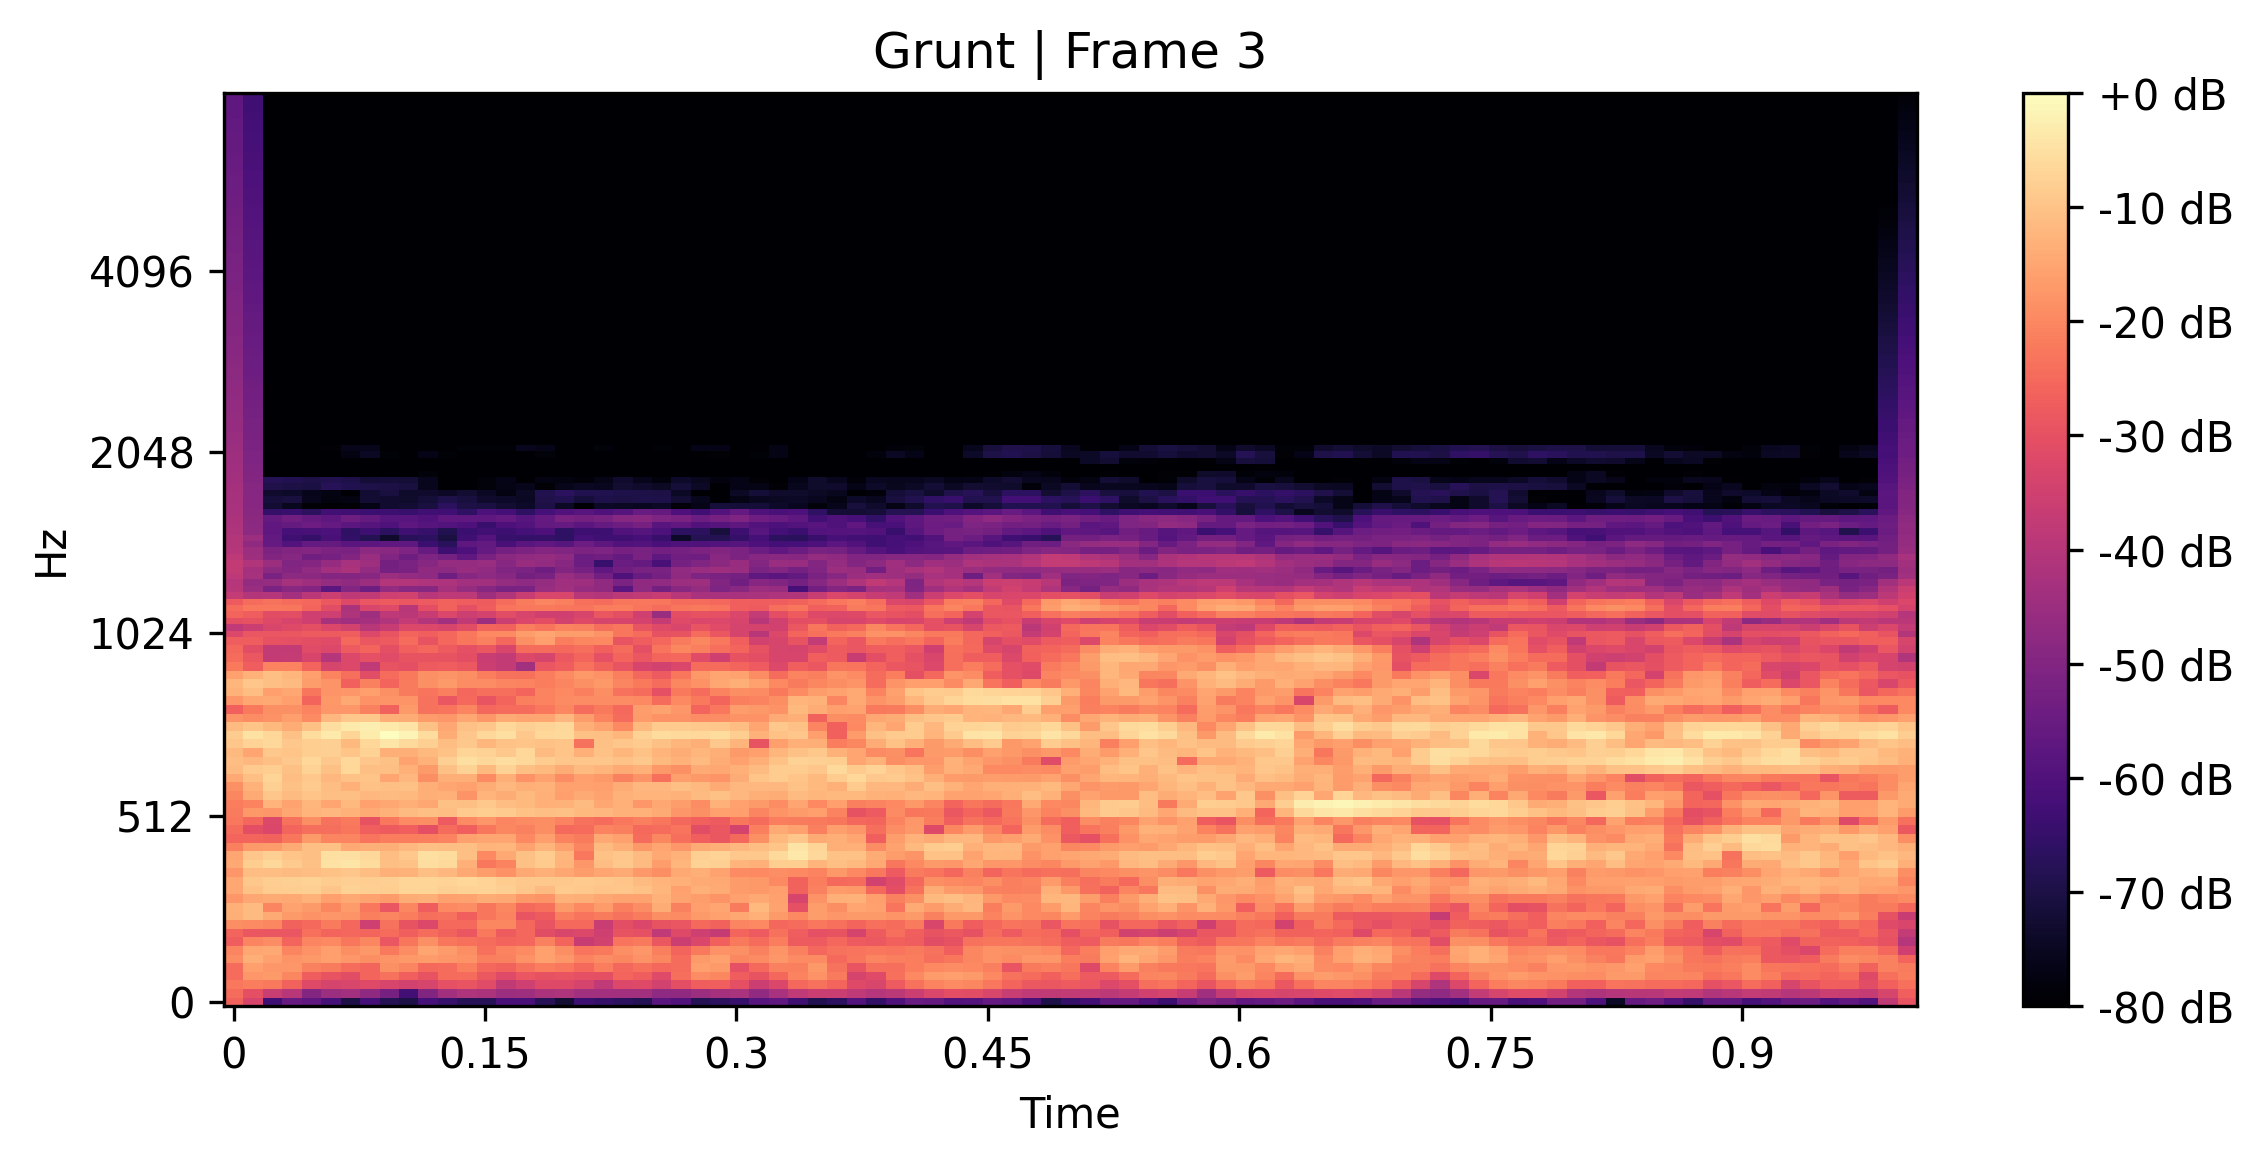 Grunt | Frame 3
+0 dB
-10 dB
-20 dB
-30 dB
-40 dB
-50 dB
-60 dB
-70 dB
-80 dB
Hz
4096
2048
1024
512
0
0 0.15 0.3 0.45 0.6 0.75 0.9
Time